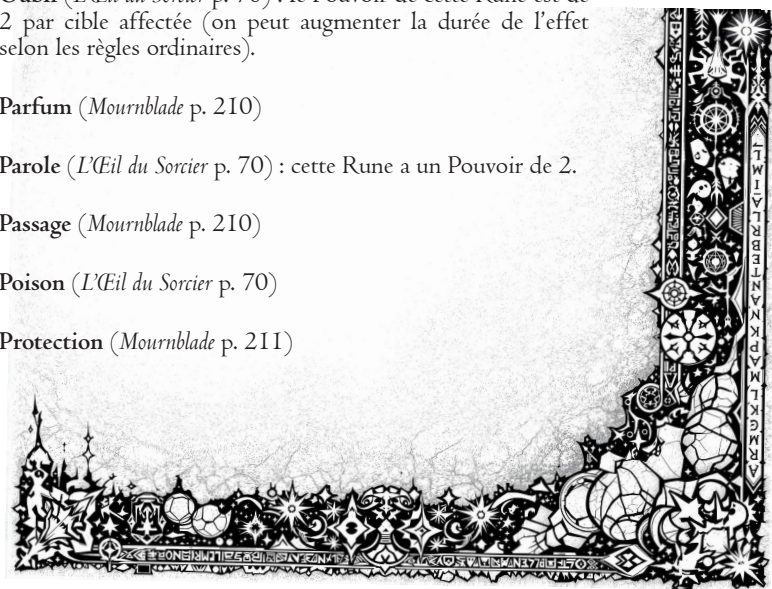 2 par cible affectée (on peut augmenter la durée de l'effet
selon les règles ordinaires).
Parfum (Mournblade p. 210)
Parole (L'Œil du Sorcier p. 70) : cette Rune a un Pouvoir de 2.
Passage (Mournblade p. 210)
Poison (L'Œil du Sorcier p. 70)
Protection (Mournblade p. 211)